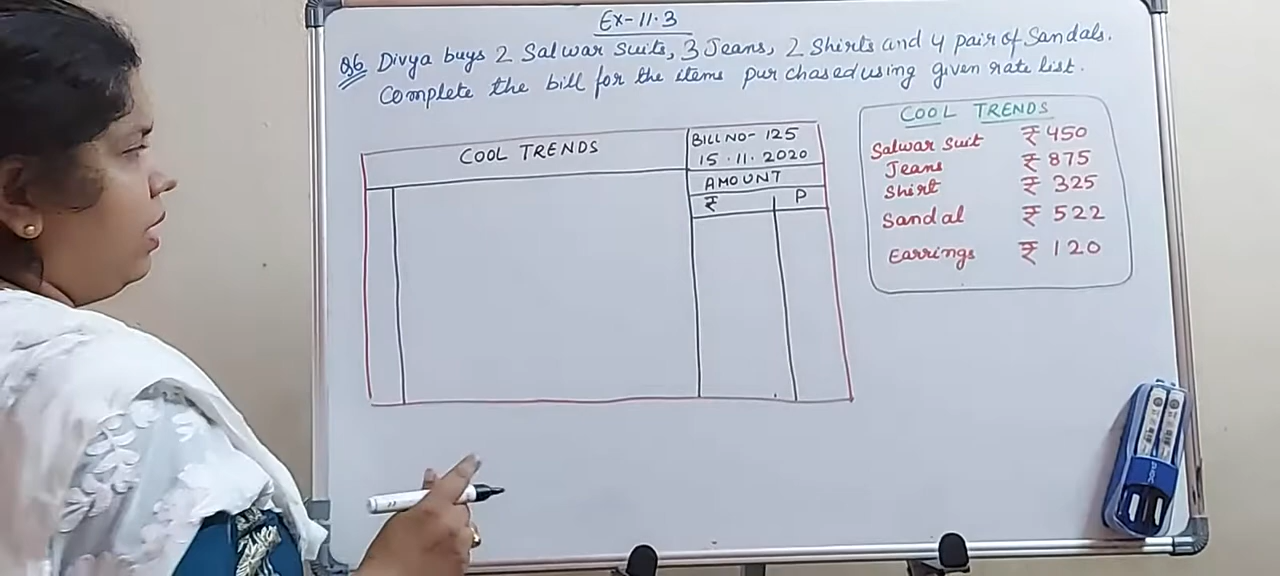 Ex-11.3
Q6 Divya buys 2 Salwar Suits, 3 Jeans, 2 Shirts and 4 pair of Sandals.
Complete the bill for the items purchased using given rate list.
COOL TRENDS
BILL NO- 125
15.11.2020
AMOUNT
₹ P
COOL TRENDS
Salwar Suit ₹ 450
Jeans ₹ 875
Shirt ₹ 325
Sandal ₹ 522
Earrings ₹ 120